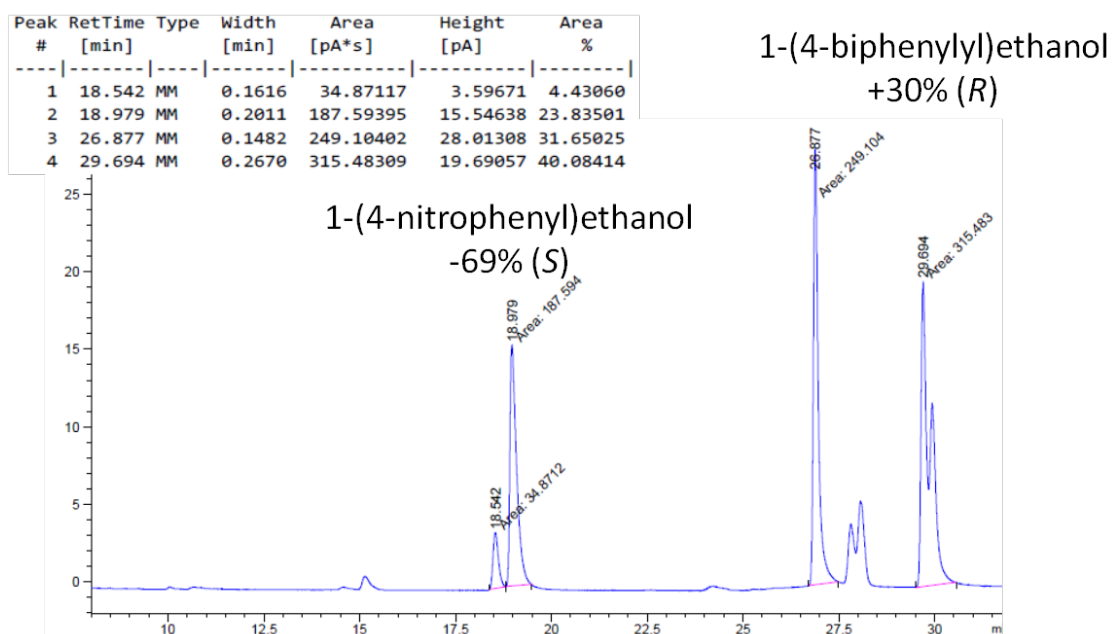 Peak RetTime Type Width Area Height Area
# [min] [min] [pA*s] [pA] %
----|-------|----|-------|----------|----------|--------|
1 18.542 MM 0.1616 34.87117 3.59671 4.43060
2 18.979 MM 0.2011 187.59395 15.54638 23.83501
3 26.877 MM 0.1482 249.10402 28.01308 31.65025
4 29.694 MM 0.2670 315.48309 19.69057 40.08414
1-(4-biphenylyl)ethanol
+30% (R)
1-(4-nitrophenyl)ethanol
-69% (S)
26.877
Area: 249.104
29.694
Area: 315.483
18.979
Area: 187.594
18.542
Area: 34.8712
25
20
15
10
5
0
10 12.5 15 17.5 20 22.5 25 27.5 30 m